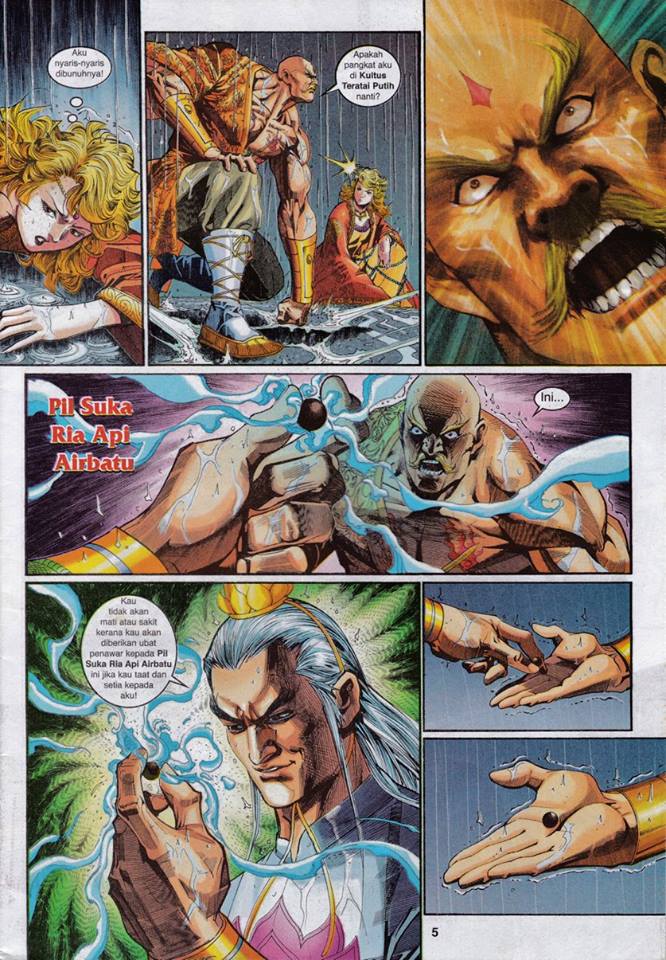 Aku
nyaris-nyaris
dibunuhnya!
Apakah
pangkat aku
di Kultus
Teratai Putih
nanti?
Pil Suka
Ria Api
Airbatu
Ini...
Kau
tidak akan
mati atau sakit
kerana kau akan
diberikan ubat
penawar kepada Pil
Suka Ria Api Airbatu
ini jika kau taat dan
setia kepada
aku!
5